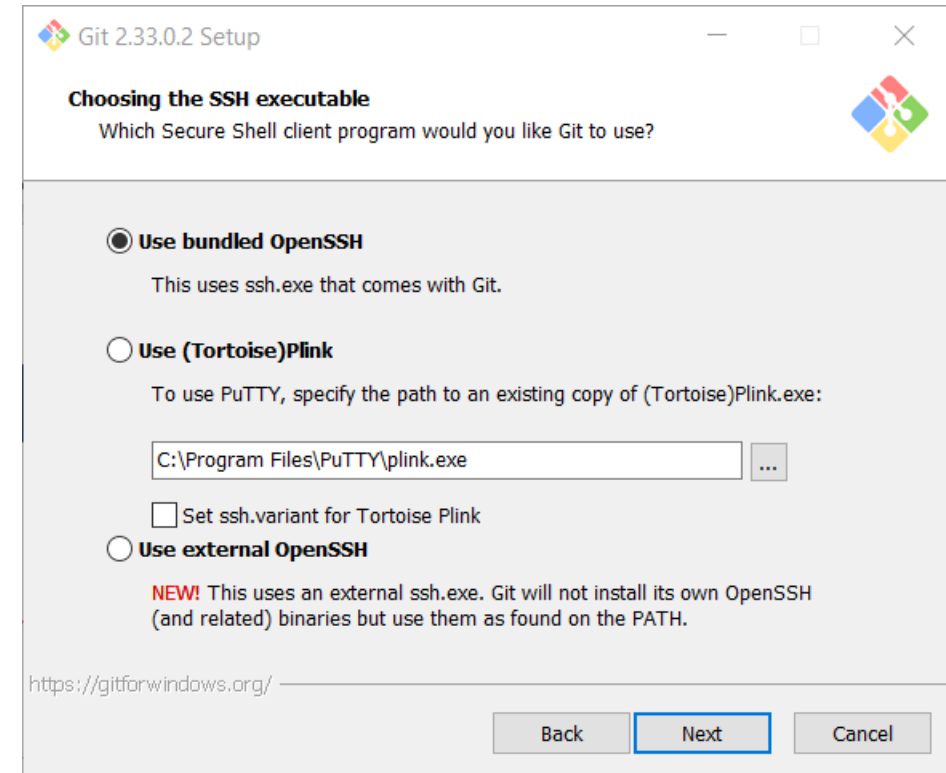 Git 2.33.0.2 Setup
Choosing the SSH executable
Which Secure Shell client program would you like Git to use?
Use bundled OpenSSH
This uses ssh.exe that comes with Git.
Use (Tortoise)Plink
To use PuTTY, specify the path to an existing copy of (Tortoise)Plink.exe:
C:\Program Files\PuTTY\plink.exe
...
Set ssh.variant for Tortoise Plink
Use external OpenSSH
NEW! This uses an external ssh.exe. Git will not install its own OpenSSH
(and related) binaries but use them as found on the PATH.
https://gitforwindows.org/
Back Next Cancel